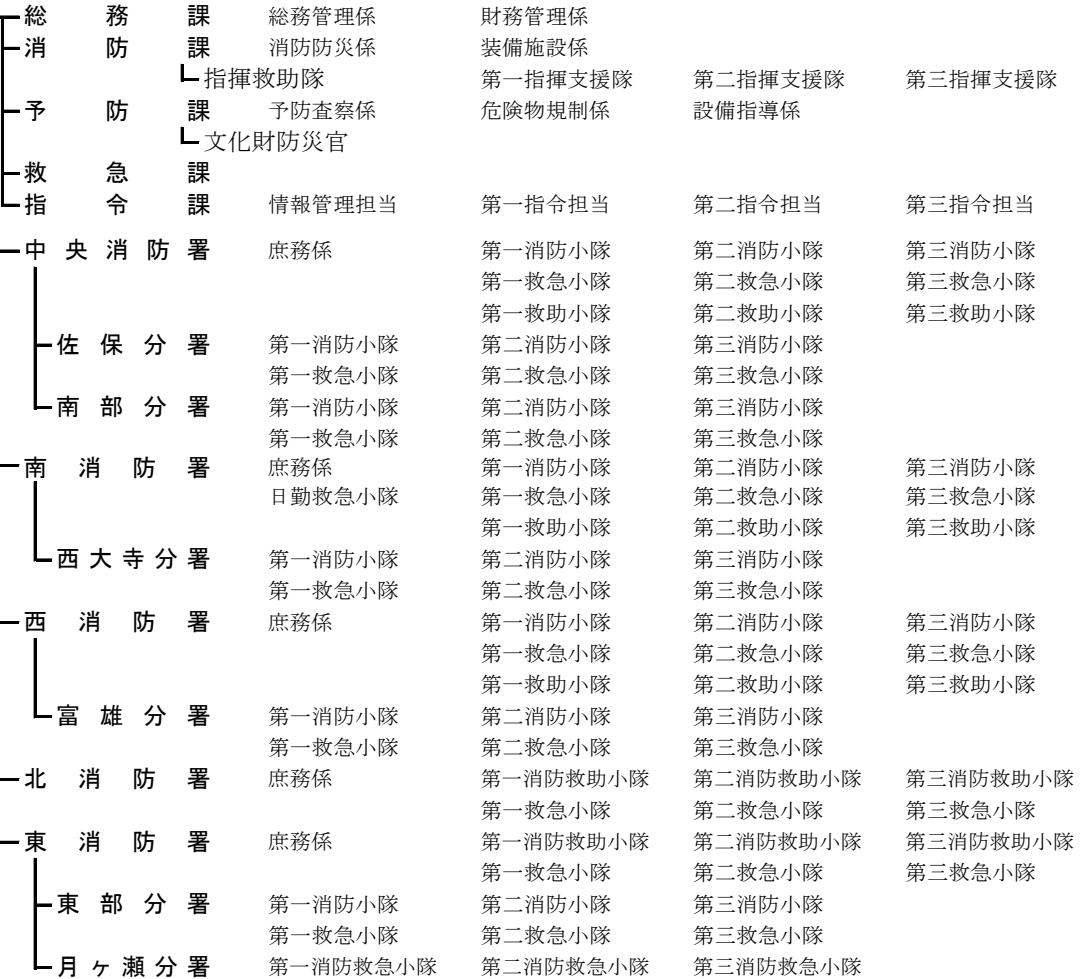 総務課 総務管理係 財務管理係
消防課 消防防災係 装備施設係
指揮救助隊 第一指揮支援隊 第二指揮支援隊 第三指揮支援隊
予防課 予防査察係 危険物規制係 設備指導係
文化財防災官
救急課
指令課 情報管理担当 第一指令担当 第二指令担当 第三指令担当
中央消防署 庶務係 第一消防小隊 第二消防小隊 第三消防小隊
第一救急小隊 第二救急小隊 第三救急小隊
第一救助小隊 第二救助小隊 第三救助小隊
佐保分署 第一消防小隊 第二消防小隊 第三消防小隊
第一救急小隊 第二救急小隊 第三救急小隊
南部分署 第一消防小隊 第二消防小隊 第三消防小隊
第一救急小隊 第二救急小隊 第三救急小隊
南消防署 庶務係 第一消防小隊 第二消防小隊 第三消防小隊
日勤救急小隊 第一救急小隊 第二救急小隊 第三救急小隊
第一救助小隊 第二救助小隊 第三救助小隊
西大寺分署 第一消防小隊 第二消防小隊 第三消防小隊
第一救急小隊 第二救急小隊 第三救急小隊
西消防署 庶務係 第一消防小隊 第二消防小隊 第三消防小隊
第一救急小隊 第二救急小隊 第三救急小隊
第一救助小隊 第二救助小隊 第三救助小隊
富雄分署 第一消防小隊 第二消防小隊 第三消防小隊
第一救急小隊 第二救急小隊 第三救急小隊
北消防署 庶務係 第一消防救助小隊 第二消防救助小隊 第三消防救助小隊
第一救急小隊 第二救急小隊 第三救急小隊
東消防署 庶務係 第一消防救助小隊 第二消防救助小隊 第三消防救助小隊
第一救急小隊 第二救急小隊 第三救急小隊
東部分署 第一消防小隊 第二消防小隊 第三消防小隊
第一救急小隊 第二救急小隊 第三救急小隊
月ヶ瀬分署 第一消防救急小隊 第二消防救急小隊 第三消防救急小隊